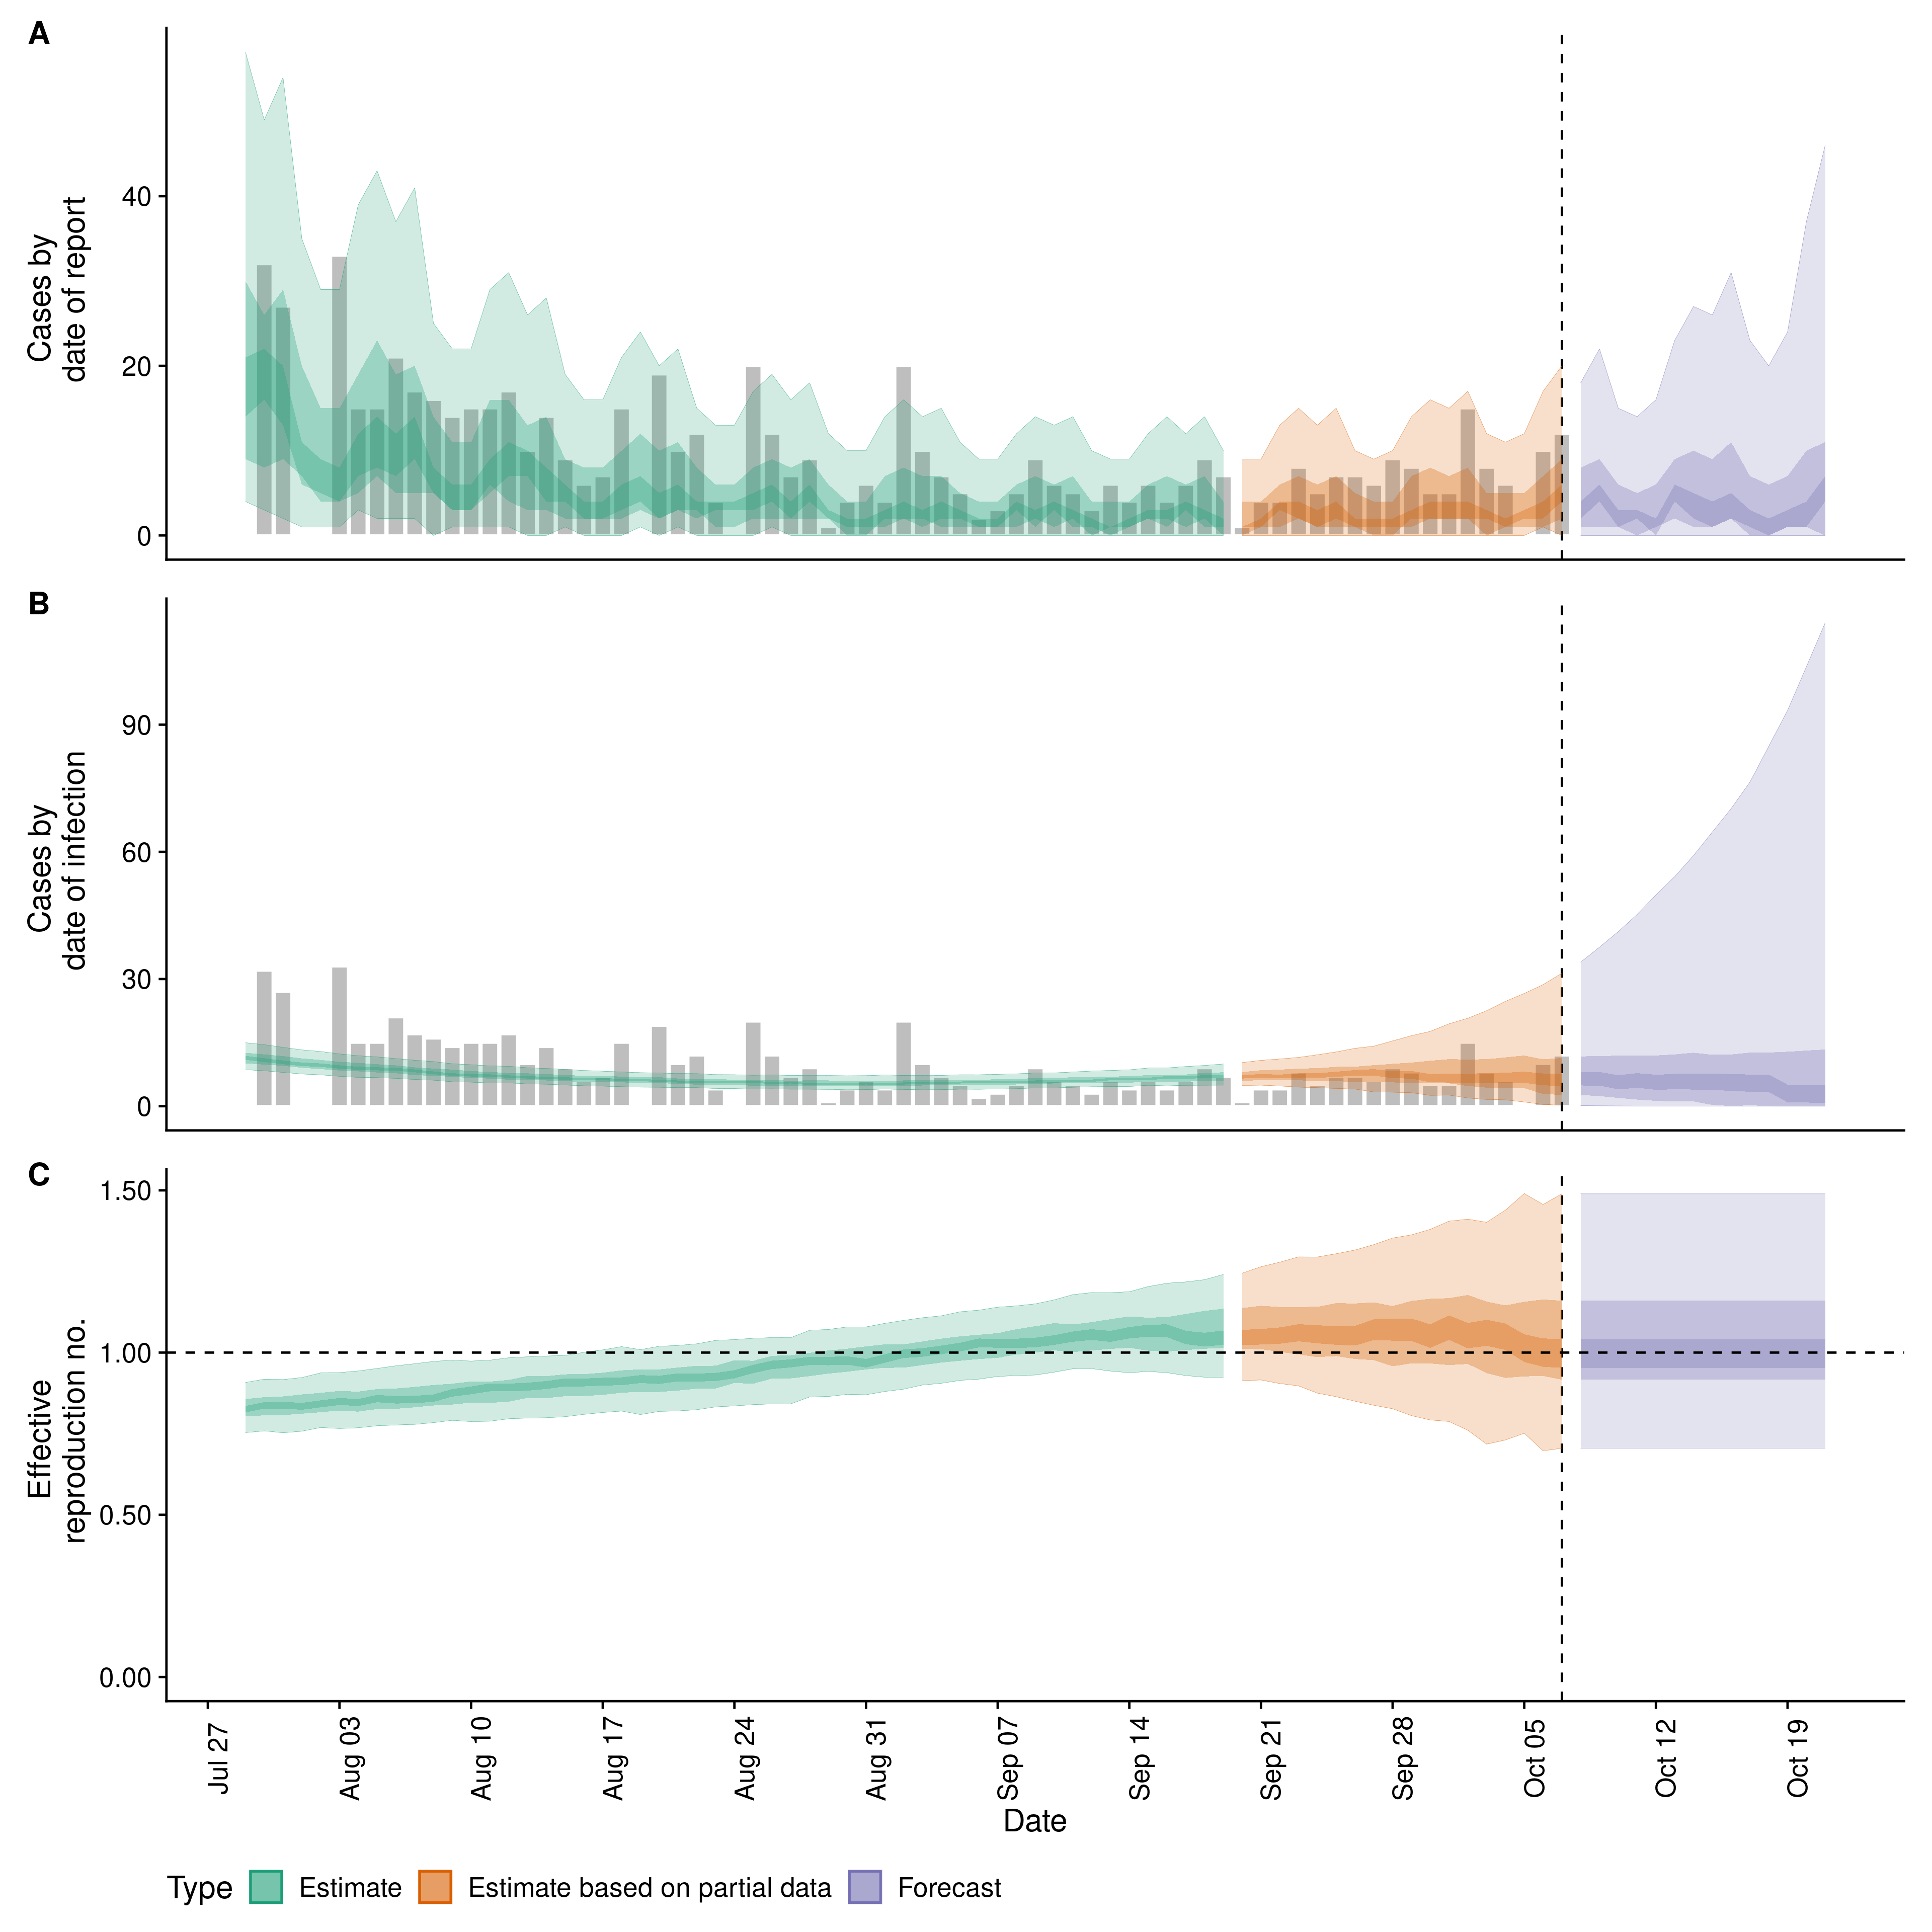 A
Cases by
date of report
40
20
0
B
Cases by
date of infection
90
60
30
0
C
Effective
reproduction no.
1.50
1.00
0.50
0.00
Jul 27
Aug 03
Aug 10
Aug 17
Aug 24
Aug 31
Sep 07
Sep 14
Sep 21
Sep 28
Oct 05
Oct 12
Oct 19
Date
Type Estimate Estimate based on partial data Forecast